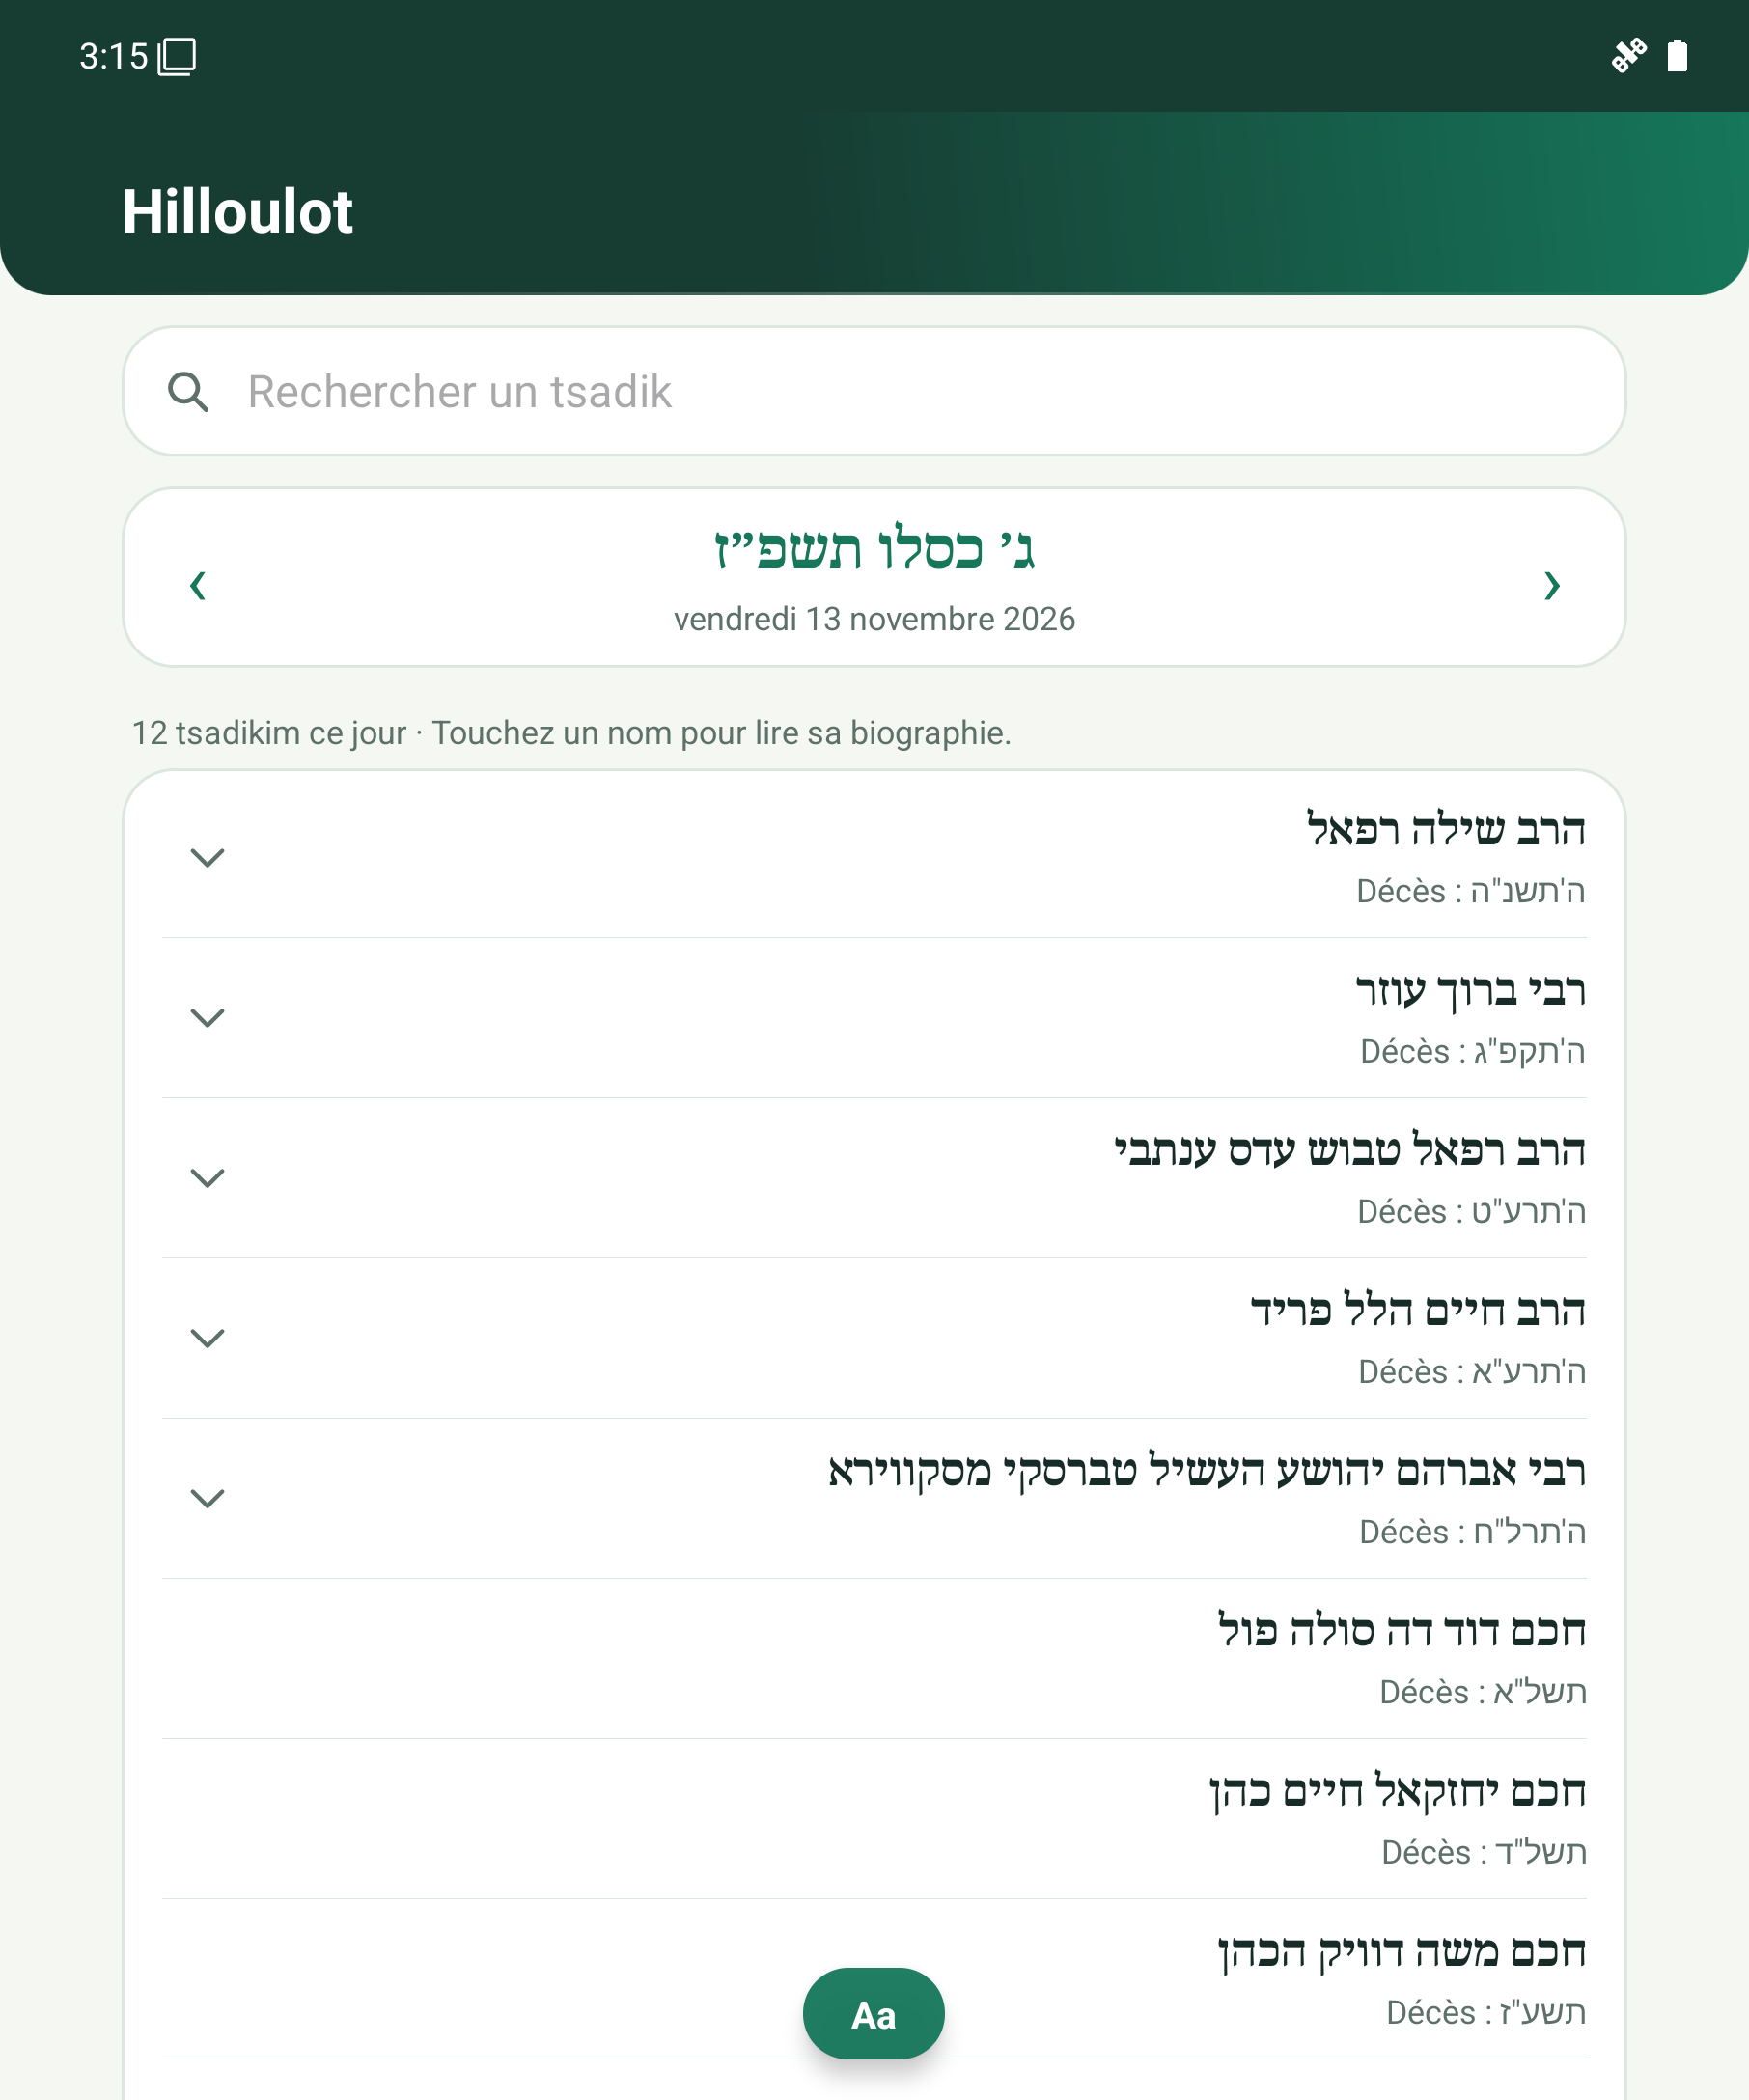 3:15
Hilloulot
Rechercher un tsadik
ג׳ כסלו תשפ״ז
vendredi 13 novembre 2026
12 tsadikim ce jour · Touchez un nom pour lire sa biographie.
הרב שילה רפאל
Décès : ה'תשנ"ה
רבי ברוך עוזר
Décès : ה'תקפ"ג
הרב רפאל טבוש עדס ענתבי
Décès : ה'תרע"ט
הרב חיים הלל פריד
Décès : ה'תרע"א
רבי אברהם יהושע העשיל טברסקי מסקווירא
Décès : ה'תרל"ח
חכם דוד דה סולה פול
Décès : תשל"א
חכם יחזקאל חיים כהן
Décès : תשל"ד
חכם משה דוויק הכהן
Décès : תשע"ז
Aa